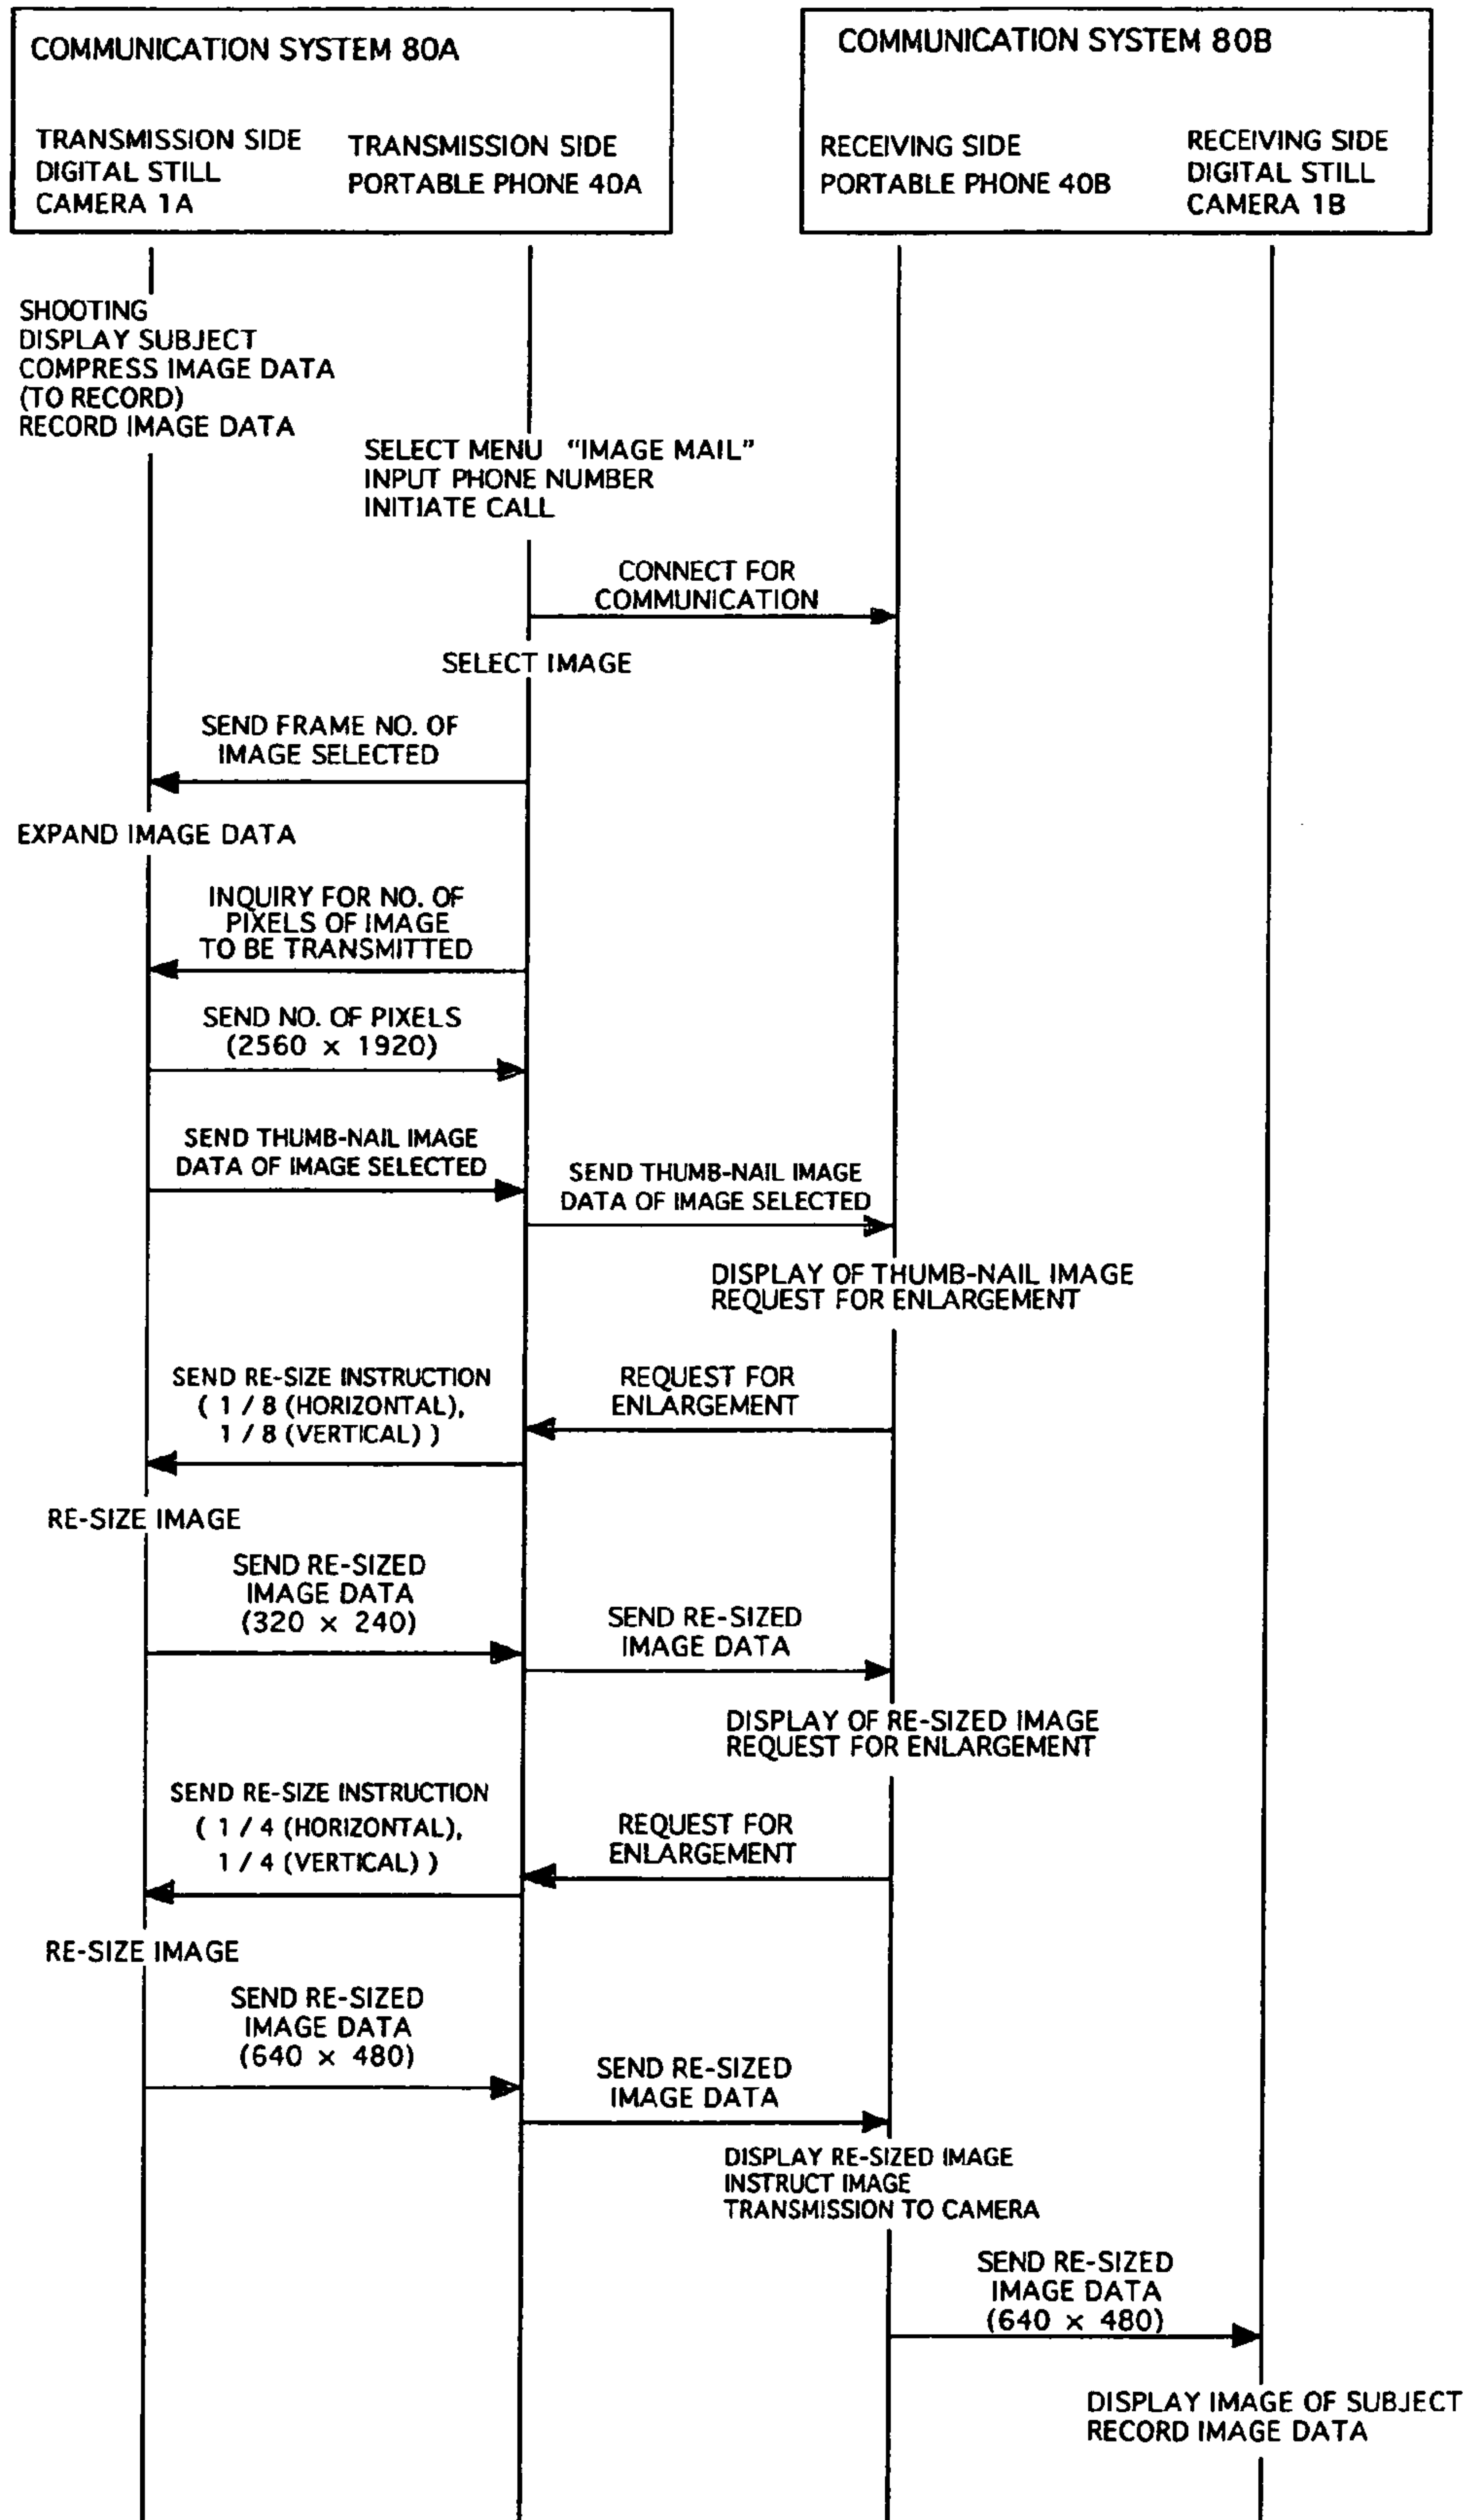 COMMUNICATION SYSTEM 80A
TRANSMISSION SIDE
DIGITAL STILL
CAMERA 1A
TRANSMISSION SIDE
PORTABLE PHONE 40A
COMMUNICATION SYSTEM 80B
RECEIVING SIDE
PORTABLE PHONE 40B
RECEIVING SIDE
DIGITAL STILL
CAMERA 1B
SHOOTING
DISPLAY SUBJECT
COMPRESS IMAGE DATA
(TO RECORD)
RECORD IMAGE DATA
SELECT MENU “IMAGE MAIL”
INPUT PHONE NUMBER
INITIATE CALL
CONNECT FOR
COMMUNICATION
SELECT IMAGE
SEND FRAME NO. OF
IMAGE SELECTED
EXPAND IMAGE DATA
INQUIRY FOR NO. OF
PIXELS OF IMAGE
TO BE TRANSMITTED
SEND NO. OF PIXELS
(2560 × 1920)
SEND THUMB-NAIL IMAGE
DATA OF IMAGE SELECTED
SEND THUMB-NAIL IMAGE
DATA OF IMAGE SELECTED
DISPLAY OF THUMB-NAIL IMAGE
REQUEST FOR ENLARGEMENT
REQUEST FOR
ENLARGEMENT
SEND RE-SIZE INSTRUCTION
( 1 / 8 (HORIZONTAL),
1 / 8 (VERTICAL) )
RE-SIZE IMAGE
SEND RE-SIZED
IMAGE DATA
(320 × 240)
SEND RE-SIZED
IMAGE DATA
DISPLAY OF RE-SIZED IMAGE
REQUEST FOR ENLARGEMENT
REQUEST FOR
ENLARGEMENT
SEND RE-SIZE INSTRUCTION
( 1 / 4 (HORIZONTAL),
1 / 4 (VERTICAL) )
RE-SIZE IMAGE
SEND RE-SIZED
IMAGE DATA
(640 × 480)
SEND RE-SIZED
IMAGE DATA
DISPLAY RE-SIZED IMAGE
INSTRUCT IMAGE
TRANSMISSION TO CAMERA
SEND RE-SIZED
IMAGE DATA
(640 × 480)
DISPLAY IMAGE OF SUBJECT
RECORD IMAGE DATA